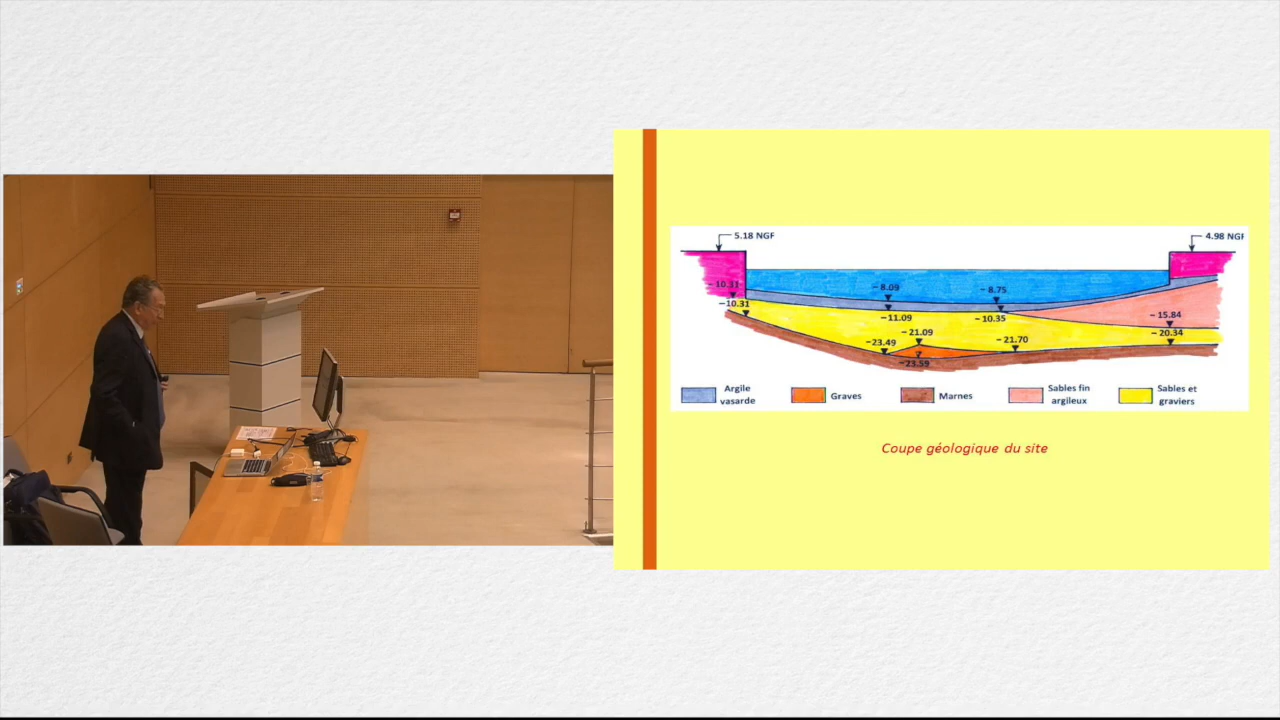 5.18 NGF
4.98 NGF
-10.31
-10.31
-8.09
-8.75
-11.09
-10.35
-15.84
-20.34
-21.09
-23.49
-21.70
-23.59
Argile
vasarde
Graves
Marnes
Sables fin
argileux
Sables et
graviers
Coupe géologique du site